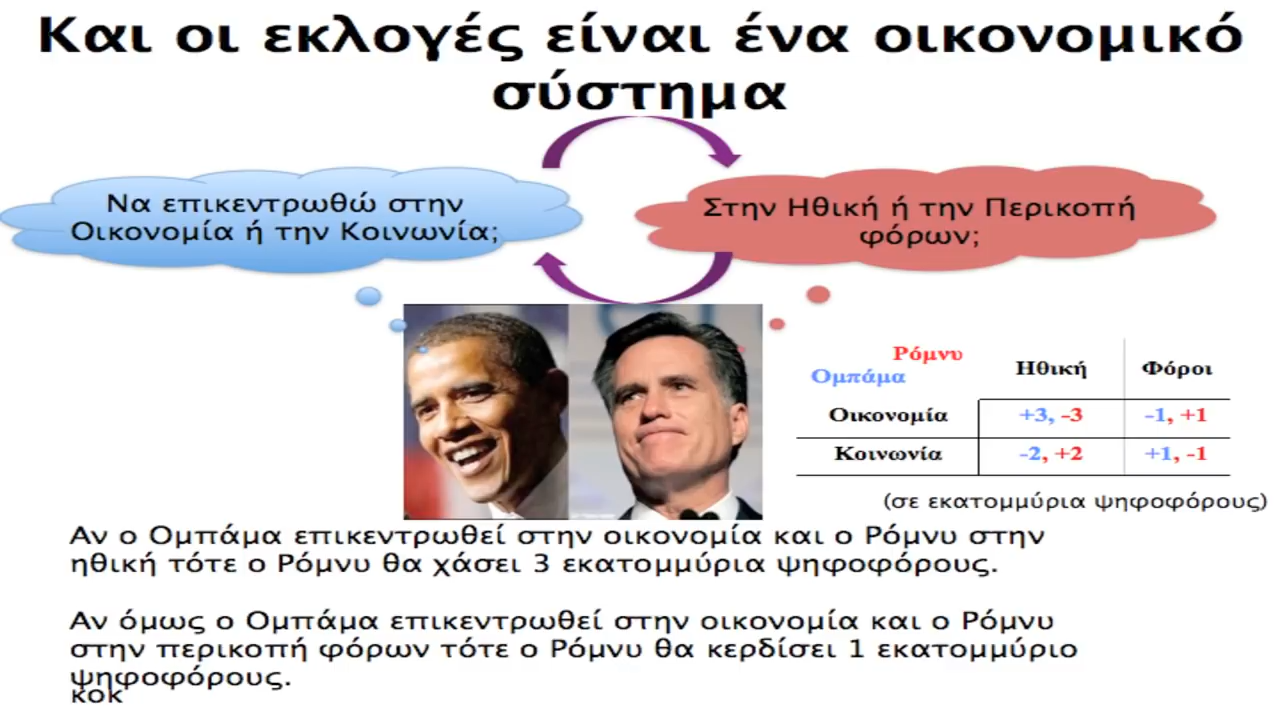 Και οι εκλογές είναι ένα οικονομικό
σύστημα
Να επικεντρωθώ στην
Οικονομία ή την Κοινωνία;
Στην Ηθική ή την Περικοπή
φόρων;
Ρόμνυ
Ομπάμα
Ηθική Φόροι
Οικονομία +3, -3 -1, +1
Κοινωνία -2, +2 +1, -1
(σε εκατομμύρια ψηφοφόρους)
Αν ο Ομπάμα επικεντρωθεί στην οικονομία και ο Ρόμνυ στην
ηθική τότε ο Ρόμνυ θα χάσει 3 εκατομμύρια ψηφοφόρους.
Αν όμως ο Ομπάμα επικεντρωθεί στην οικονομία και ο Ρόμνυ
στην περικοπή φόρων τότε ο Ρόμνυ θα κερδίσει 1 εκατομμύριο
ψηφοφόρους.
κοκ